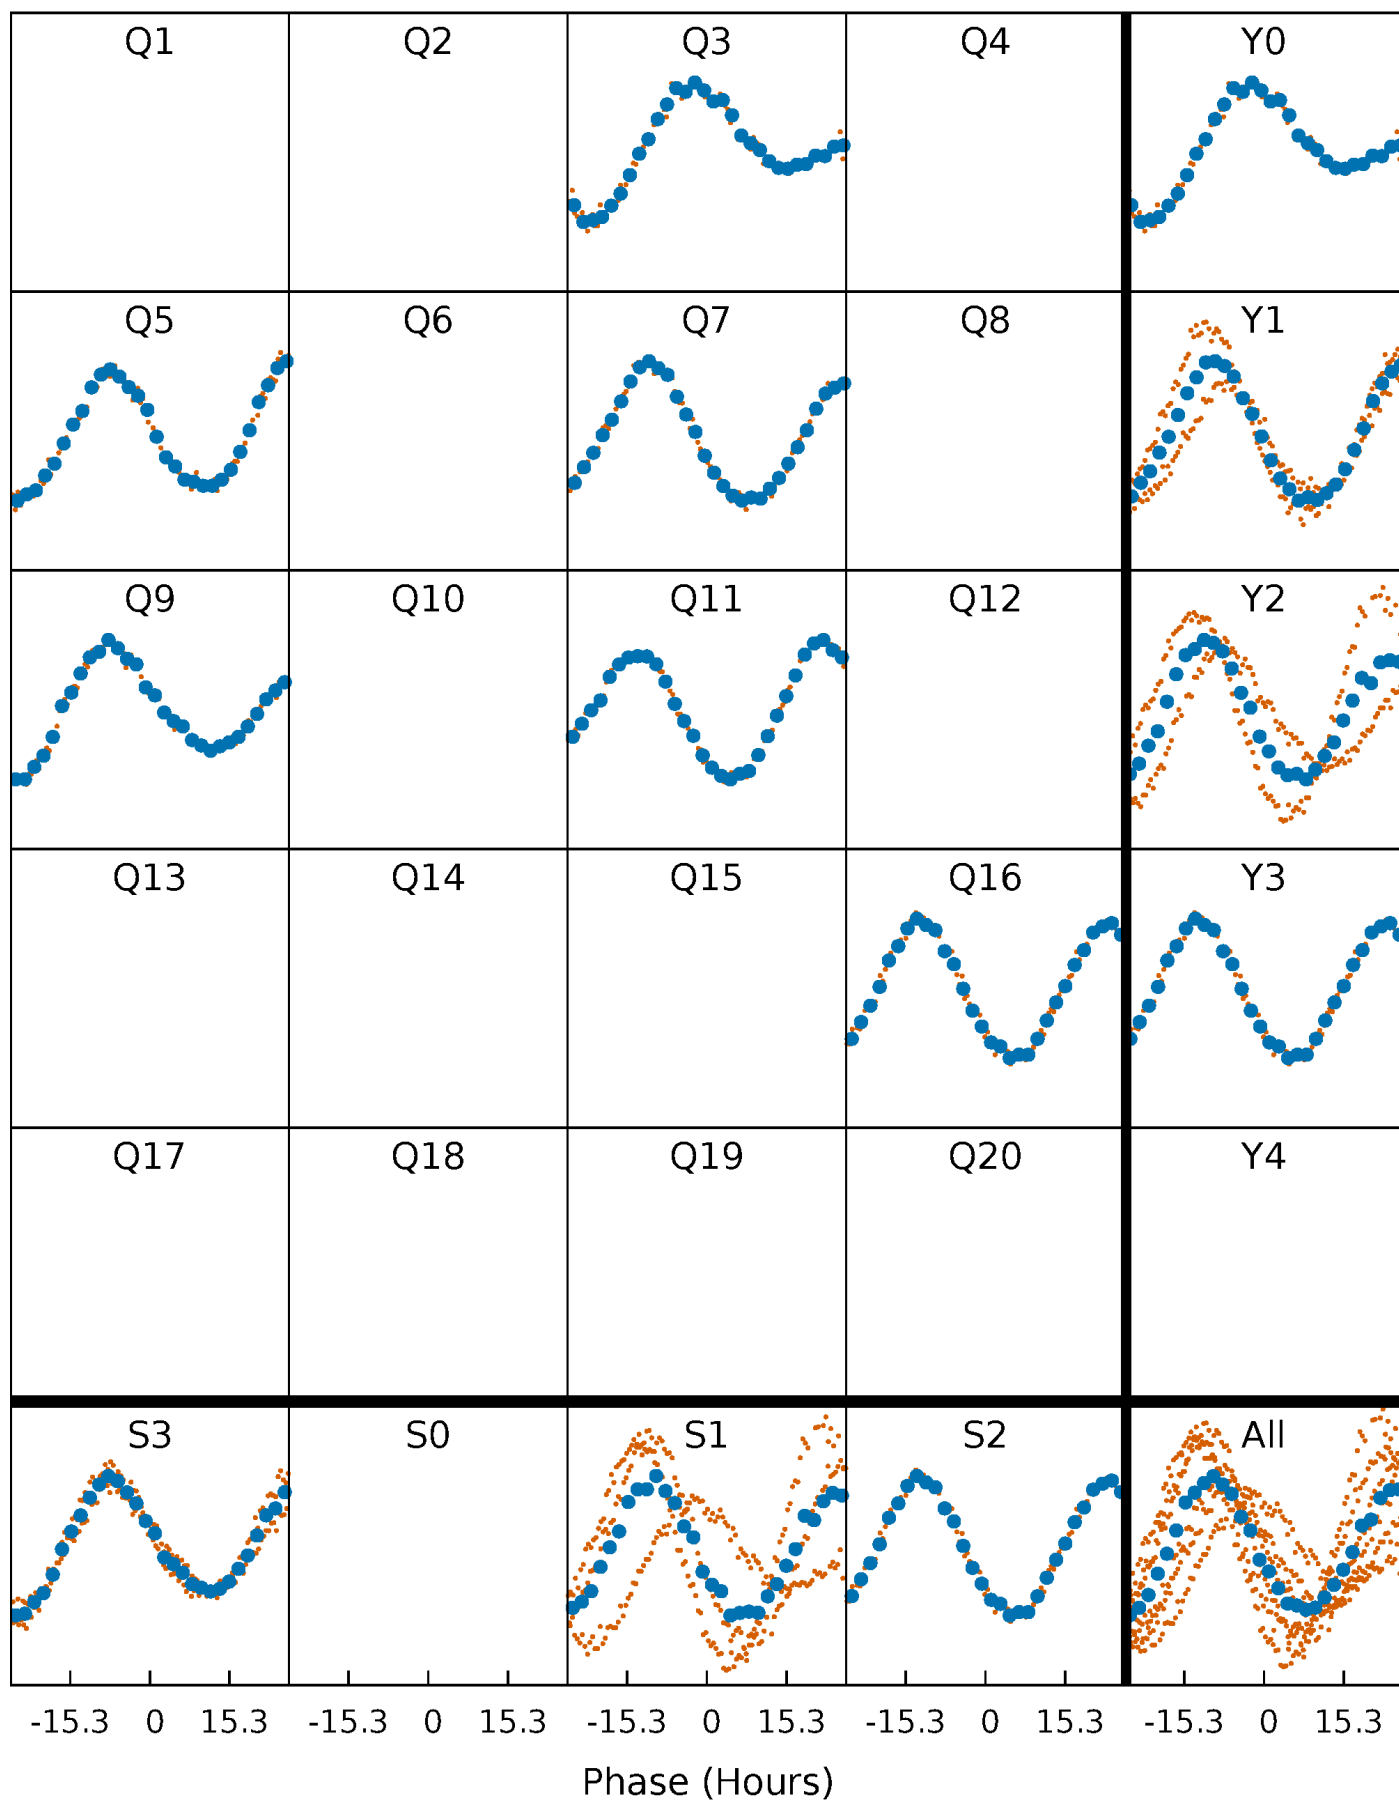 Q1 Q2 Q3 Q4 Y0
Q5 Q6 Q7 Q8 Y1
Q9 Q10 Q11 Q12 Y2
Q13 Q14 Q15 Q16 Y3
Q17 Q18 Q19 Q20 Y4
S3 S0 S1 S2 All
-15.3 0 15.3 -15.3 0 15.3 -15.3 0 15.3 -15.3 0 15.3 -15.3 0 15.3
Phase (Hours)